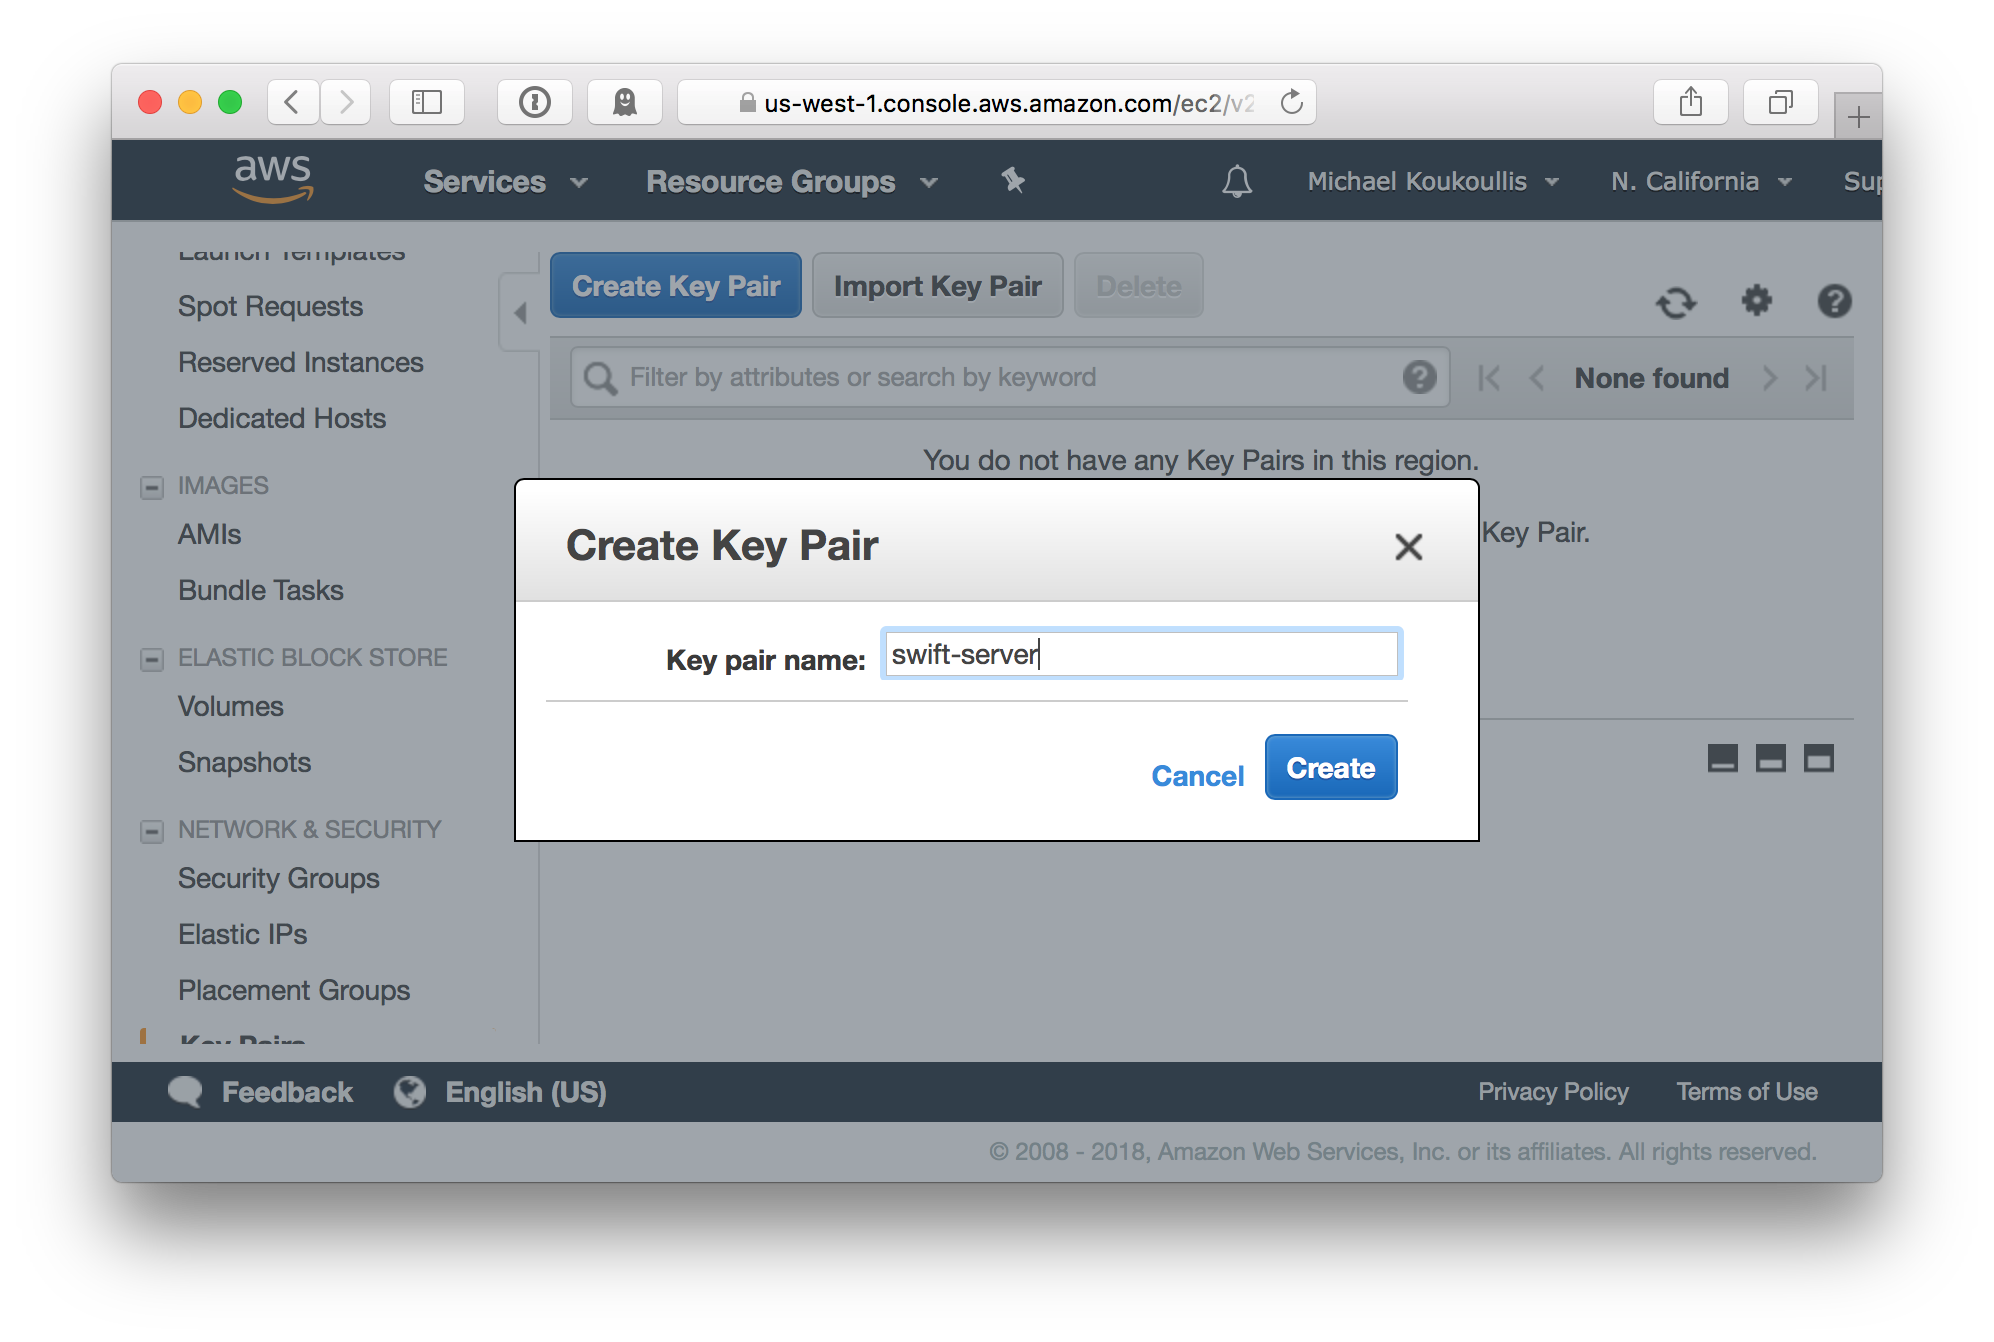 us-west-1.console.aws.amazon.com/ec2/v2
aws
Services
Resource Groups
Michael Koukoullis
N. California
Sup
Launch Templates
Spot Requests
Reserved Instances
Dedicated Hosts
IMAGES
AMIs
Bundle Tasks
ELASTIC BLOCK STORE
Volumes
Snapshots
NETWORK & SECURITY
Security Groups
Elastic IPs
Placement Groups
Key Pairs
Create Key Pair
Import Key Pair
Delete
Filter by attributes or search by keyword
None found
You do not have any Key Pairs in this region.
Key Pair.
Create Key Pair
Key pair name:
swift-server
Cancel
Create
Feedback
English (US)
Privacy Policy
Terms of Use
© 2008 - 2018, Amazon Web Services, Inc. or its affiliates. All rights reserved.